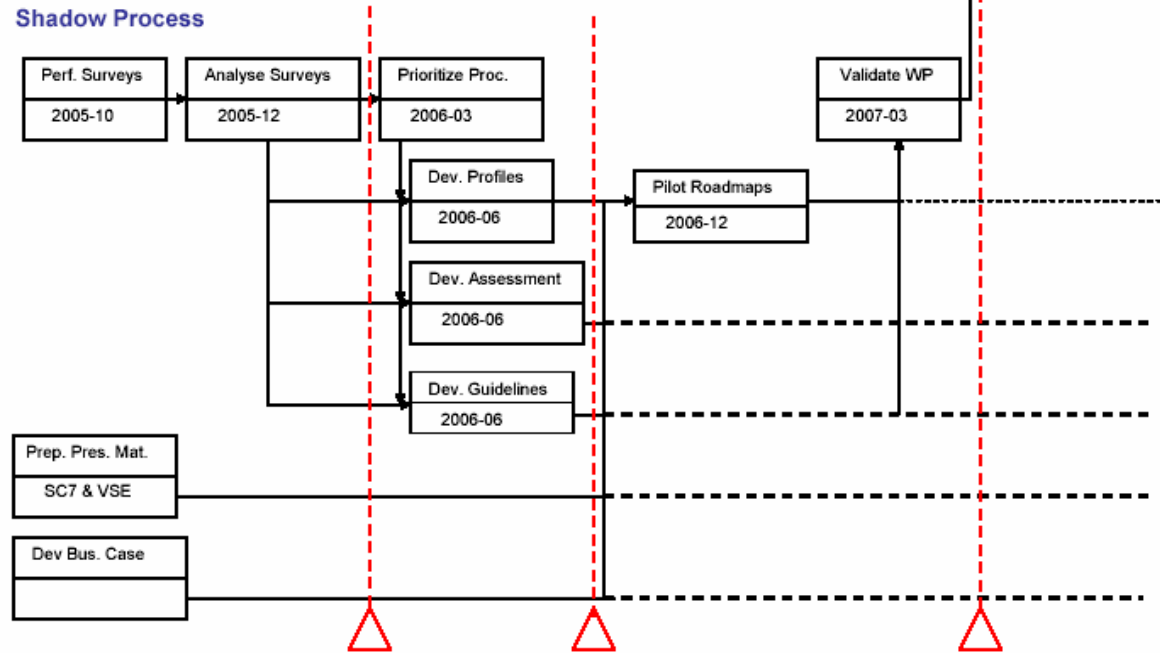 Shadow Process
Perf. Surveys
2005-10
Analyse Surveys
2005-12
Prioritize Proc.
2006-03
Validate WP
2007-03
Dev. Profiles
2006-06
Pilot Roadmaps
2006-12
Dev. Assessment
2006-06
Dev. Guidelines
2006-06
Prep. Pres. Mat.
SC7 & VSE
Dev Bus. Case